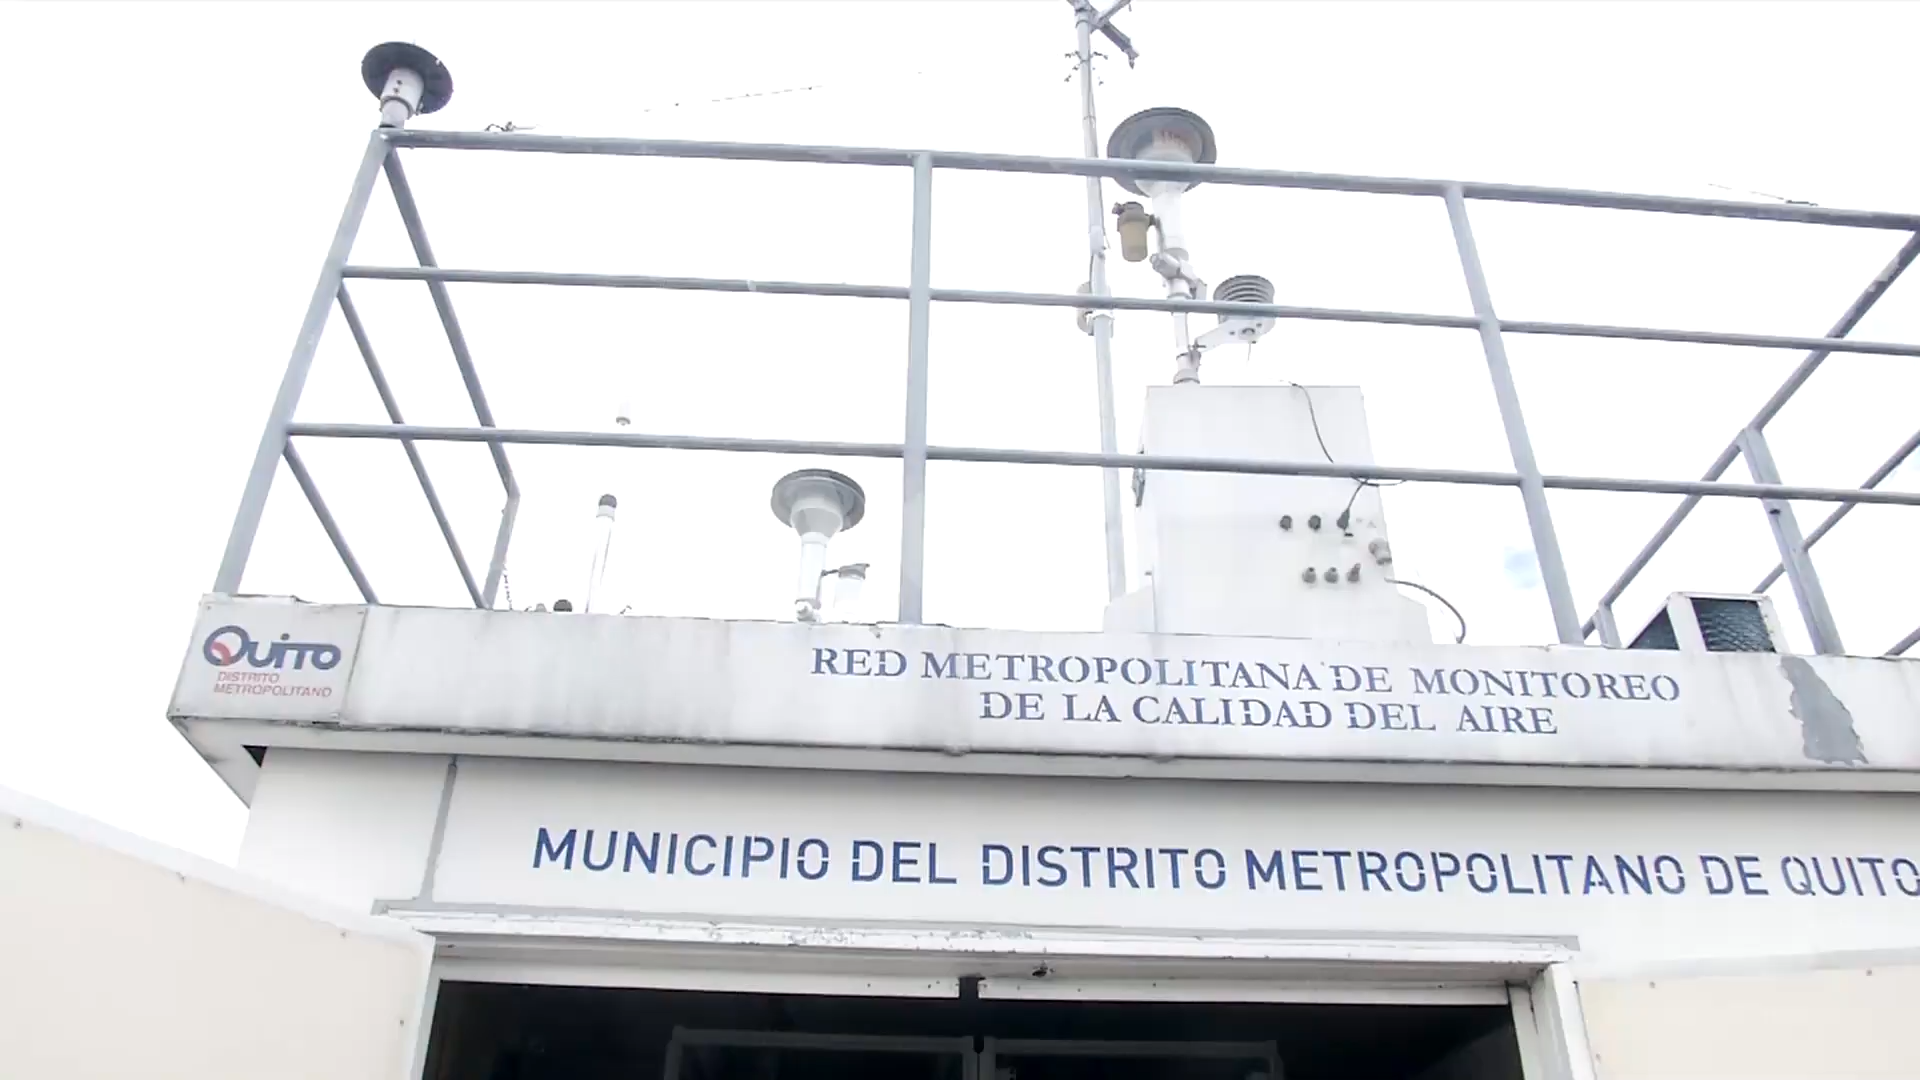 Quito
DISTRITO
METROPOLITANO
RED METROPOLITANA DE MONITOREO
DE LA CALIDAD DEL AIRE
MUNICIPIO DEL DISTRITO METROPOLITANO DE QUITO